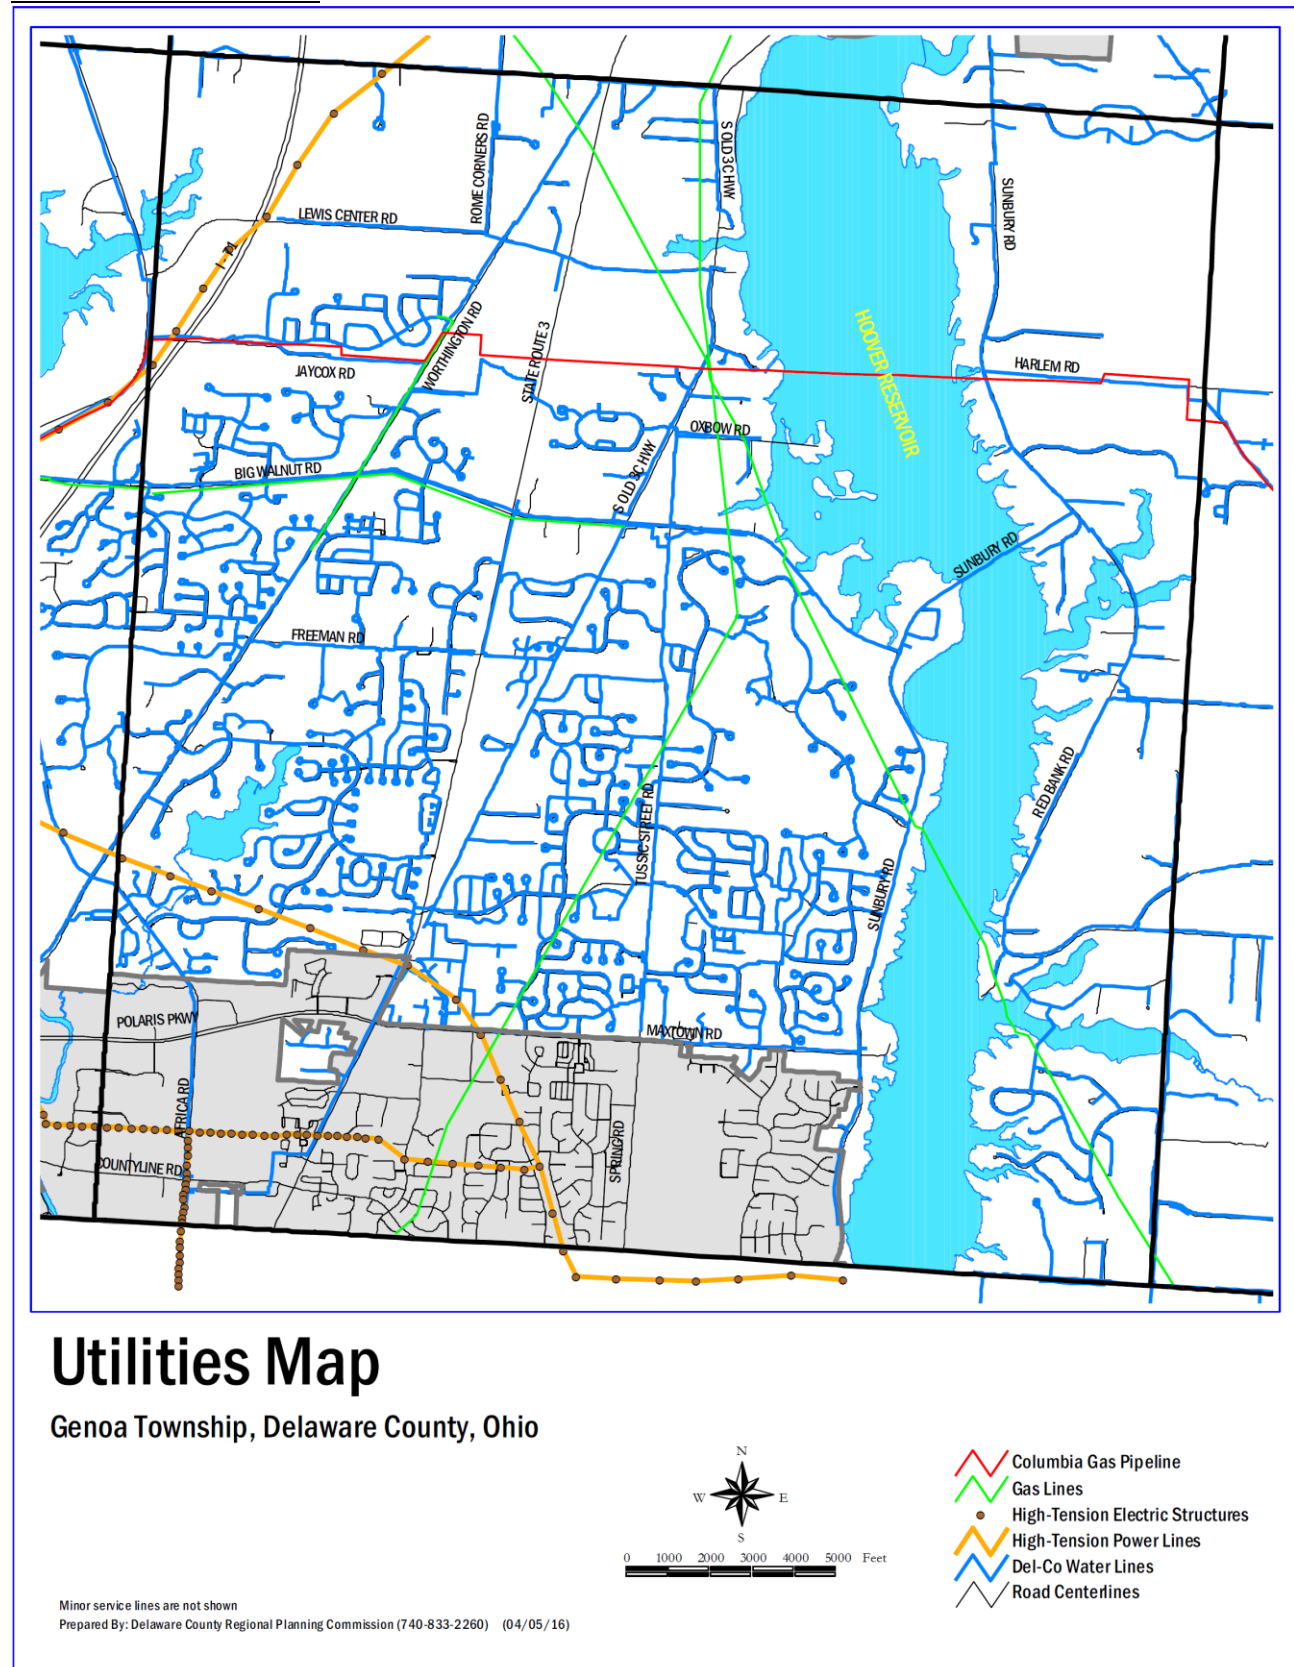 S OLD 3C HWY
ROME CORNERS RD
SUNBURY RD
LEWIS CENTER RD
I - 71
HOOVER RESERVOIR
WORTHINGTON RD
STATE ROUTE 3
HARLEM RD
JAYCOX RD
OXBOW RD
S OLD 3C HWY
BIG WALNUT RD
SUNBURY RD
FREEMAN RD
RED BANK RD
TUSSIC STREET RD
SUNBURY RD
POLARIS PKWY
MAXTOWN RD
AFRICA RD
SPRING RD
COUNTYLINE RD
Utilities Map
Genoa Township, Delaware County, Ohio
N
W E
S
0 1000 2000 3000 4000 5000 Feet
Columbia Gas Pipeline
Gas Lines
High-Tension Electric Structures
High-Tension Power Lines
Del-Co Water Lines
Road Centerlines
Minor service lines are not shown
Prepared By: Delaware County Regional Planning Commission (740-833-2260) (04/05/16)